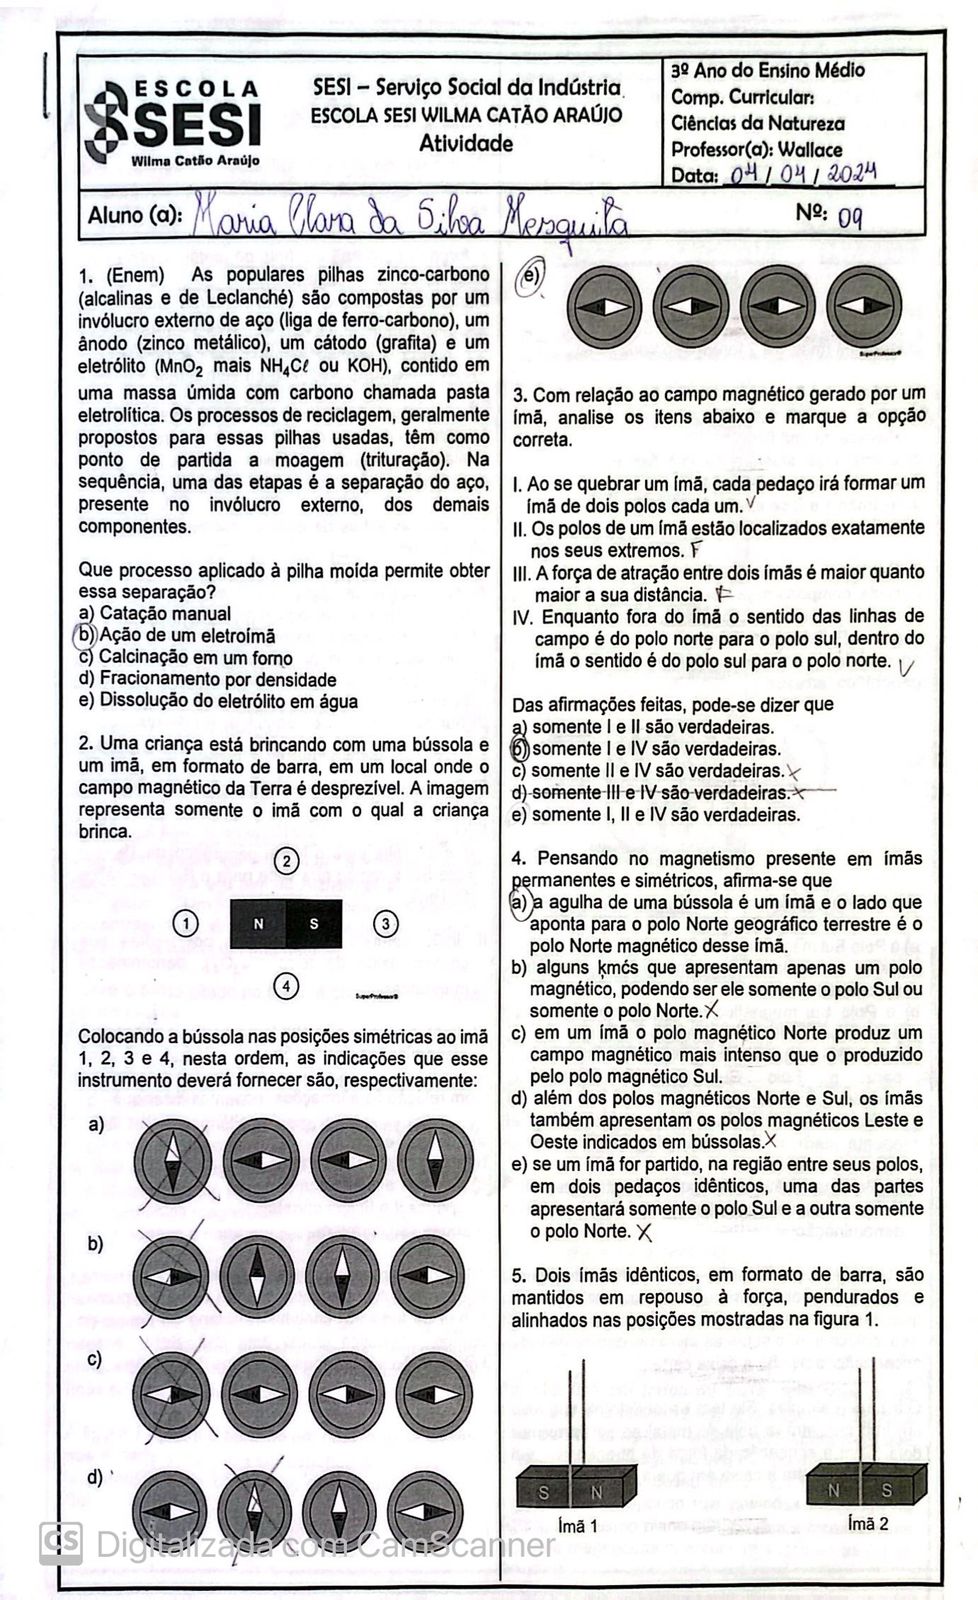 ESCOLA
SESI
Wilma Catão Araújo
SESI – Serviço Social da Indústria
ESCOLA SESI WILMA CATÃO ARAÚJO
Atividade
3º Ano do Ensino Médio
Comp. Curricular:
Ciências da Natureza
Professor(a): Wallace
Data: 04/04/2024
Aluno (a): Maria Clara da Silva Mesquita
Nº: 09
1. (Enem) As populares pilhas zinco-carbono
(alcalinas e de Leclanché) são compostas por um
invólucro externo de aço (liga de ferro-carbono), um
ânodo (zinco metálico), um cátodo (grafita) e um
eletrólito (MnO₂ mais NH₄Cℓ ou KOH), contido em
uma massa úmida com carbono chamada pasta
eletrolítica. Os processos de reciclagem, geralmente
propostos para essas pilhas usadas, têm como
ponto de partida a moagem (trituração). Na
sequência, uma das etapas é a separação do aço,
presente no invólucro externo, dos demais
componentes.
Que processo aplicado à pilha moída permite obter
essa separação?
a) Catação manual
b) Ação de um eletroímã
c) Calcinação em um forno
d) Fracionamento por densidade
e) Dissolução do eletrólito em água
2. Uma criança está brincando com uma bússola e
um imã, em formato de barra, em um local onde o
campo magnético da Terra é desprezível. A imagem
representa somente o imã com o qual a criança
brinca.
2
1 N S 3
4
SuperProfessor®
Colocando a bússola nas posições simétricas ao imã
1, 2, 3 e 4, nesta ordem, as indicações que esse
instrumento deverá fornecer são, respectivamente:
a) N N N N
b) N N N N
c) N N N N
d) N N N N
e) N N N N
SuperProfessor®
3. Com relação ao campo magnético gerado por um
ímã, analise os itens abaixo e marque a opção
correta.
I. Ao se quebrar um ímã, cada pedaço irá formar um
ímã de dois polos cada um. V
II. Os polos de um ímã estão localizados exatamente
nos seus extremos. F
III. A força de atração entre dois ímãs é maior quanto
maior a sua distância. F
IV. Enquanto fora do ímã o sentido das linhas de
campo é do polo norte para o polo sul, dentro do
ímã o sentido é do polo sul para o polo norte. V
Das afirmações feitas, pode-se dizer que
a) somente I e II são verdadeiras.
b) somente I e IV são verdadeiras.
c) somente II e IV são verdadeiras. X
d) somente III e IV são verdadeiras. X
e) somente I, II e IV são verdadeiras.
4. Pensando no magnetismo presente em ímãs
permanentes e simétricos, afirma-se que
a) a agulha de uma bússola é um ímã e o lado que
aponta para o polo Norte geográfico terrestre é o
polo Norte magnético desse ímã.
b) alguns que apresentam apenas um polo
magnético, podendo ser ele somente o polo Sul ou
somente o polo Norte. X
c) em um ímã o polo magnético Norte produz um
campo magnético mais intenso que o produzido
pelo polo magnético Sul.
d) além dos polos magnéticos Norte e Sul, os ímãs
também apresentam os polos magnéticos Leste e
Oeste indicados em bússolas. X
e) se um ímã for partido, na região entre seus polos,
em dois pedaços idênticos, uma das partes
apresentará somente o polo Sul e a outra somente
o polo Norte. X
5. Dois ímãs idênticos, em formato de barra, são
mantidos em repouso à força, pendurados e
alinhados nas posições mostradas na figura 1.
S N
N S
Ímã 1
Ímã 2
CS Digitalizada com CamScanner